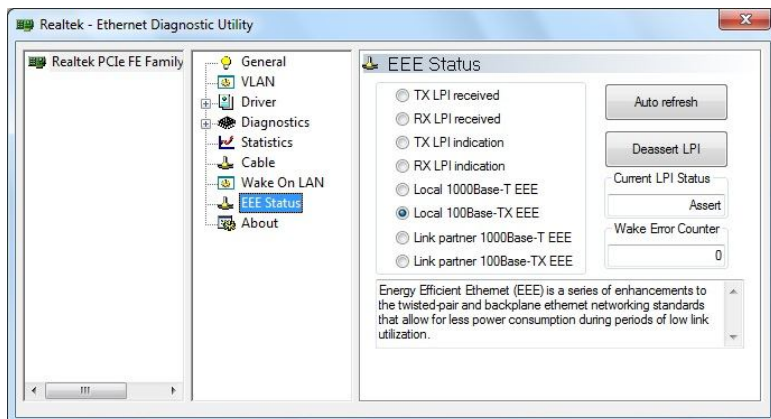 Realtek - Ethernet Diagnostic Utility
Realtek PCIe FE Family
General
VLAN
Driver
Diagnostics
Statistics
Cable
Wake On LAN
EEE Status
About
EEE Status
TX LPI received
RX LPI received
TX LPI indication
RX LPI indication
Local 1000Base-T EEE
Local 100Base-TX EEE
Link partner 1000Base-T EEE
Link partner 100Base-TX EEE
Auto refresh
Deassert LPI
Current LPI Status
Assert
Wake Error Counter
0
Energy Efficient Ethernet (EEE) is a series of enhancements to
the twisted-pair and backplane ethernet networking standards
that allow for less power consumption during periods of low link
utilization.